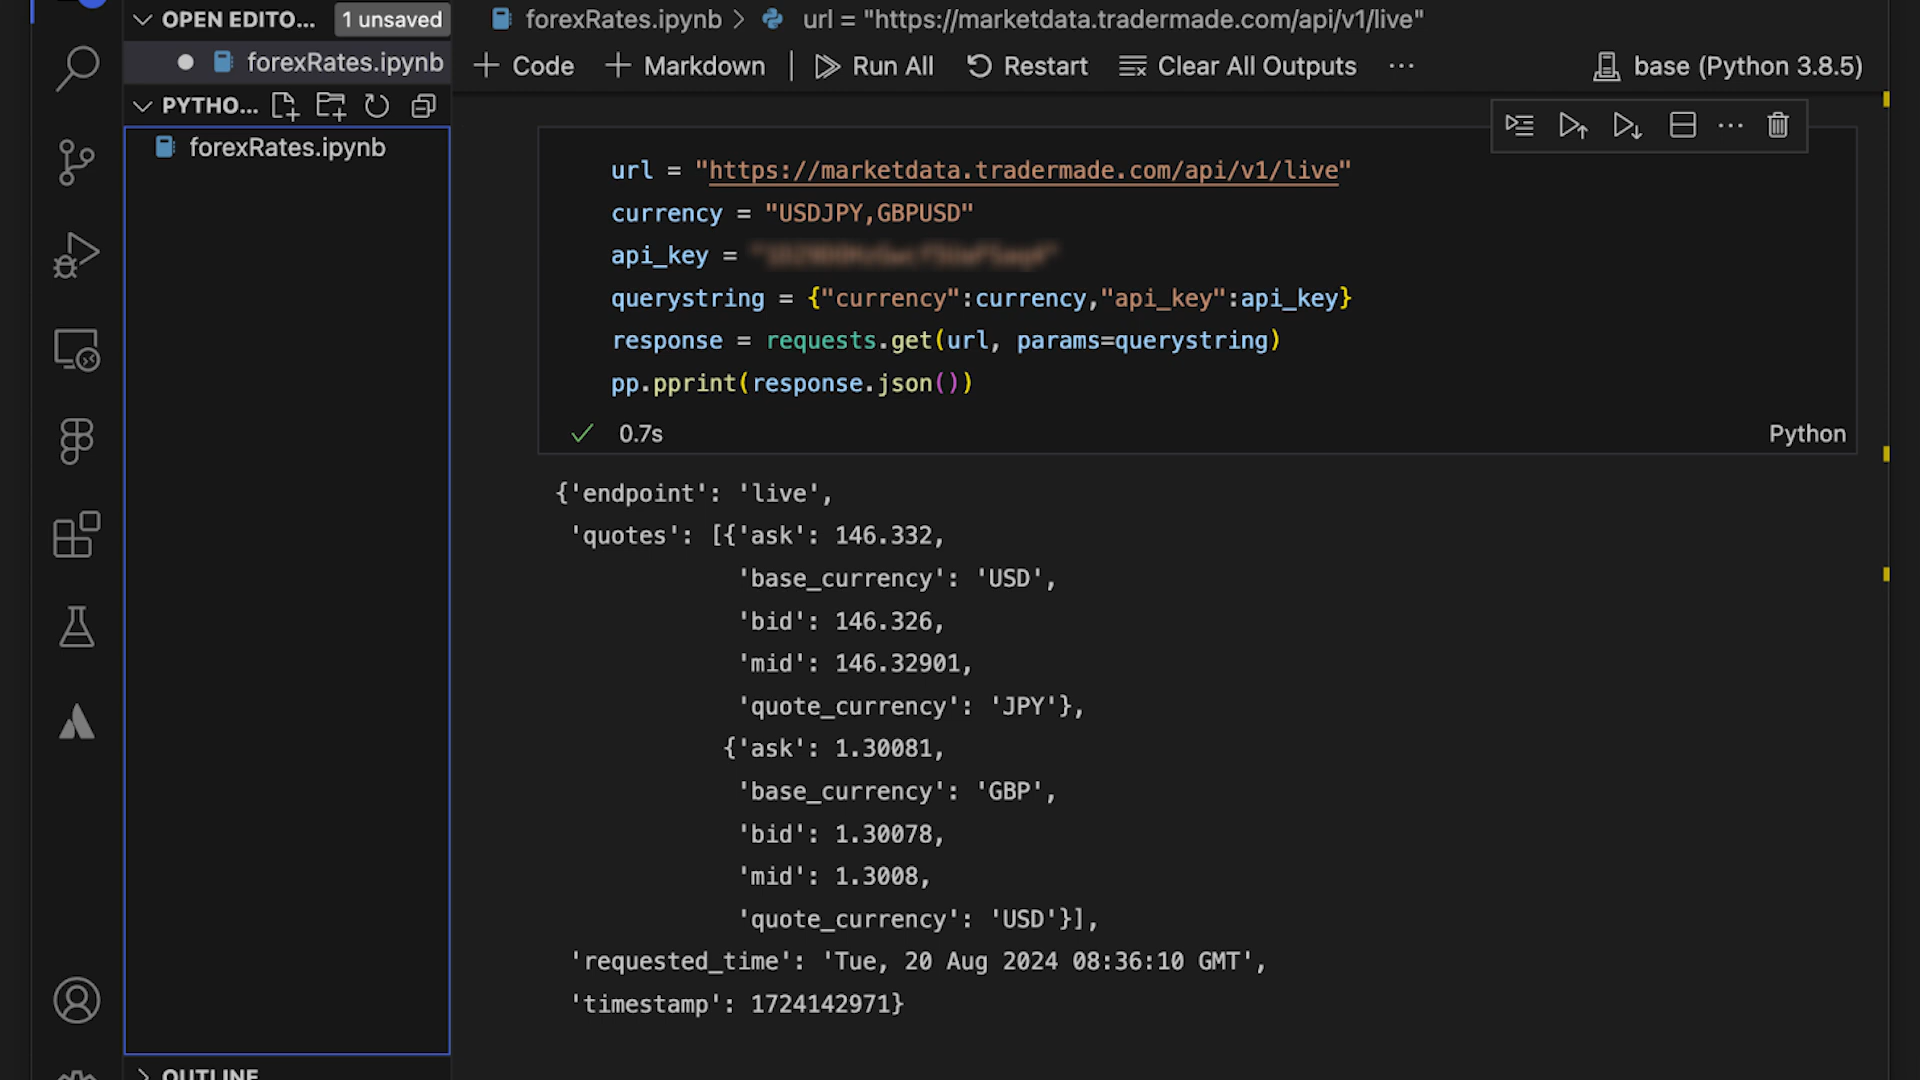 OPEN EDITO... 1 unsaved
forexRates.ipynb
PYTHO...
forexRates.ipynb
OUTLINE
forexRates.ipynb > url = "https://marketdata.tradermade.com/api/v1/live"
+ Code + Markdown | Run All Restart Clear All Outputs ... base (Python 3.8.5)
url = "https://marketdata.tradermade.com/api/v1/live"
currency = "USDJPY,GBPUSD"
api_key =
querystring = {"currency":currency,"api_key":api_key}
response = requests.get(url, params=querystring)
pp.pprint(response.json())
0.7s
Python
{'endpoint': 'live',
'quotes': [{'ask': 146.332,
'base_currency': 'USD',
'bid': 146.326,
'mid': 146.32901,
'quote_currency': 'JPY'},
{'ask': 1.30081,
'base_currency': 'GBP',
'bid': 1.30078,
'mid': 1.3008,
'quote_currency': 'USD'}],
'requested_time': 'Tue, 20 Aug 2024 08:36:10 GMT',
'timestamp': 1724142971}